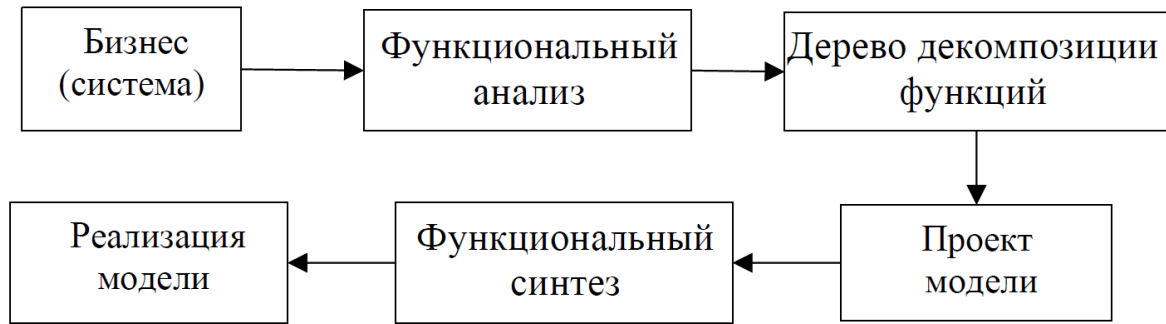 Бизнес
(система)
Функциональный
анализ
Дерево декомпозиции
функций
Проект
модели
Функциональный
синтез
Реализация
модели